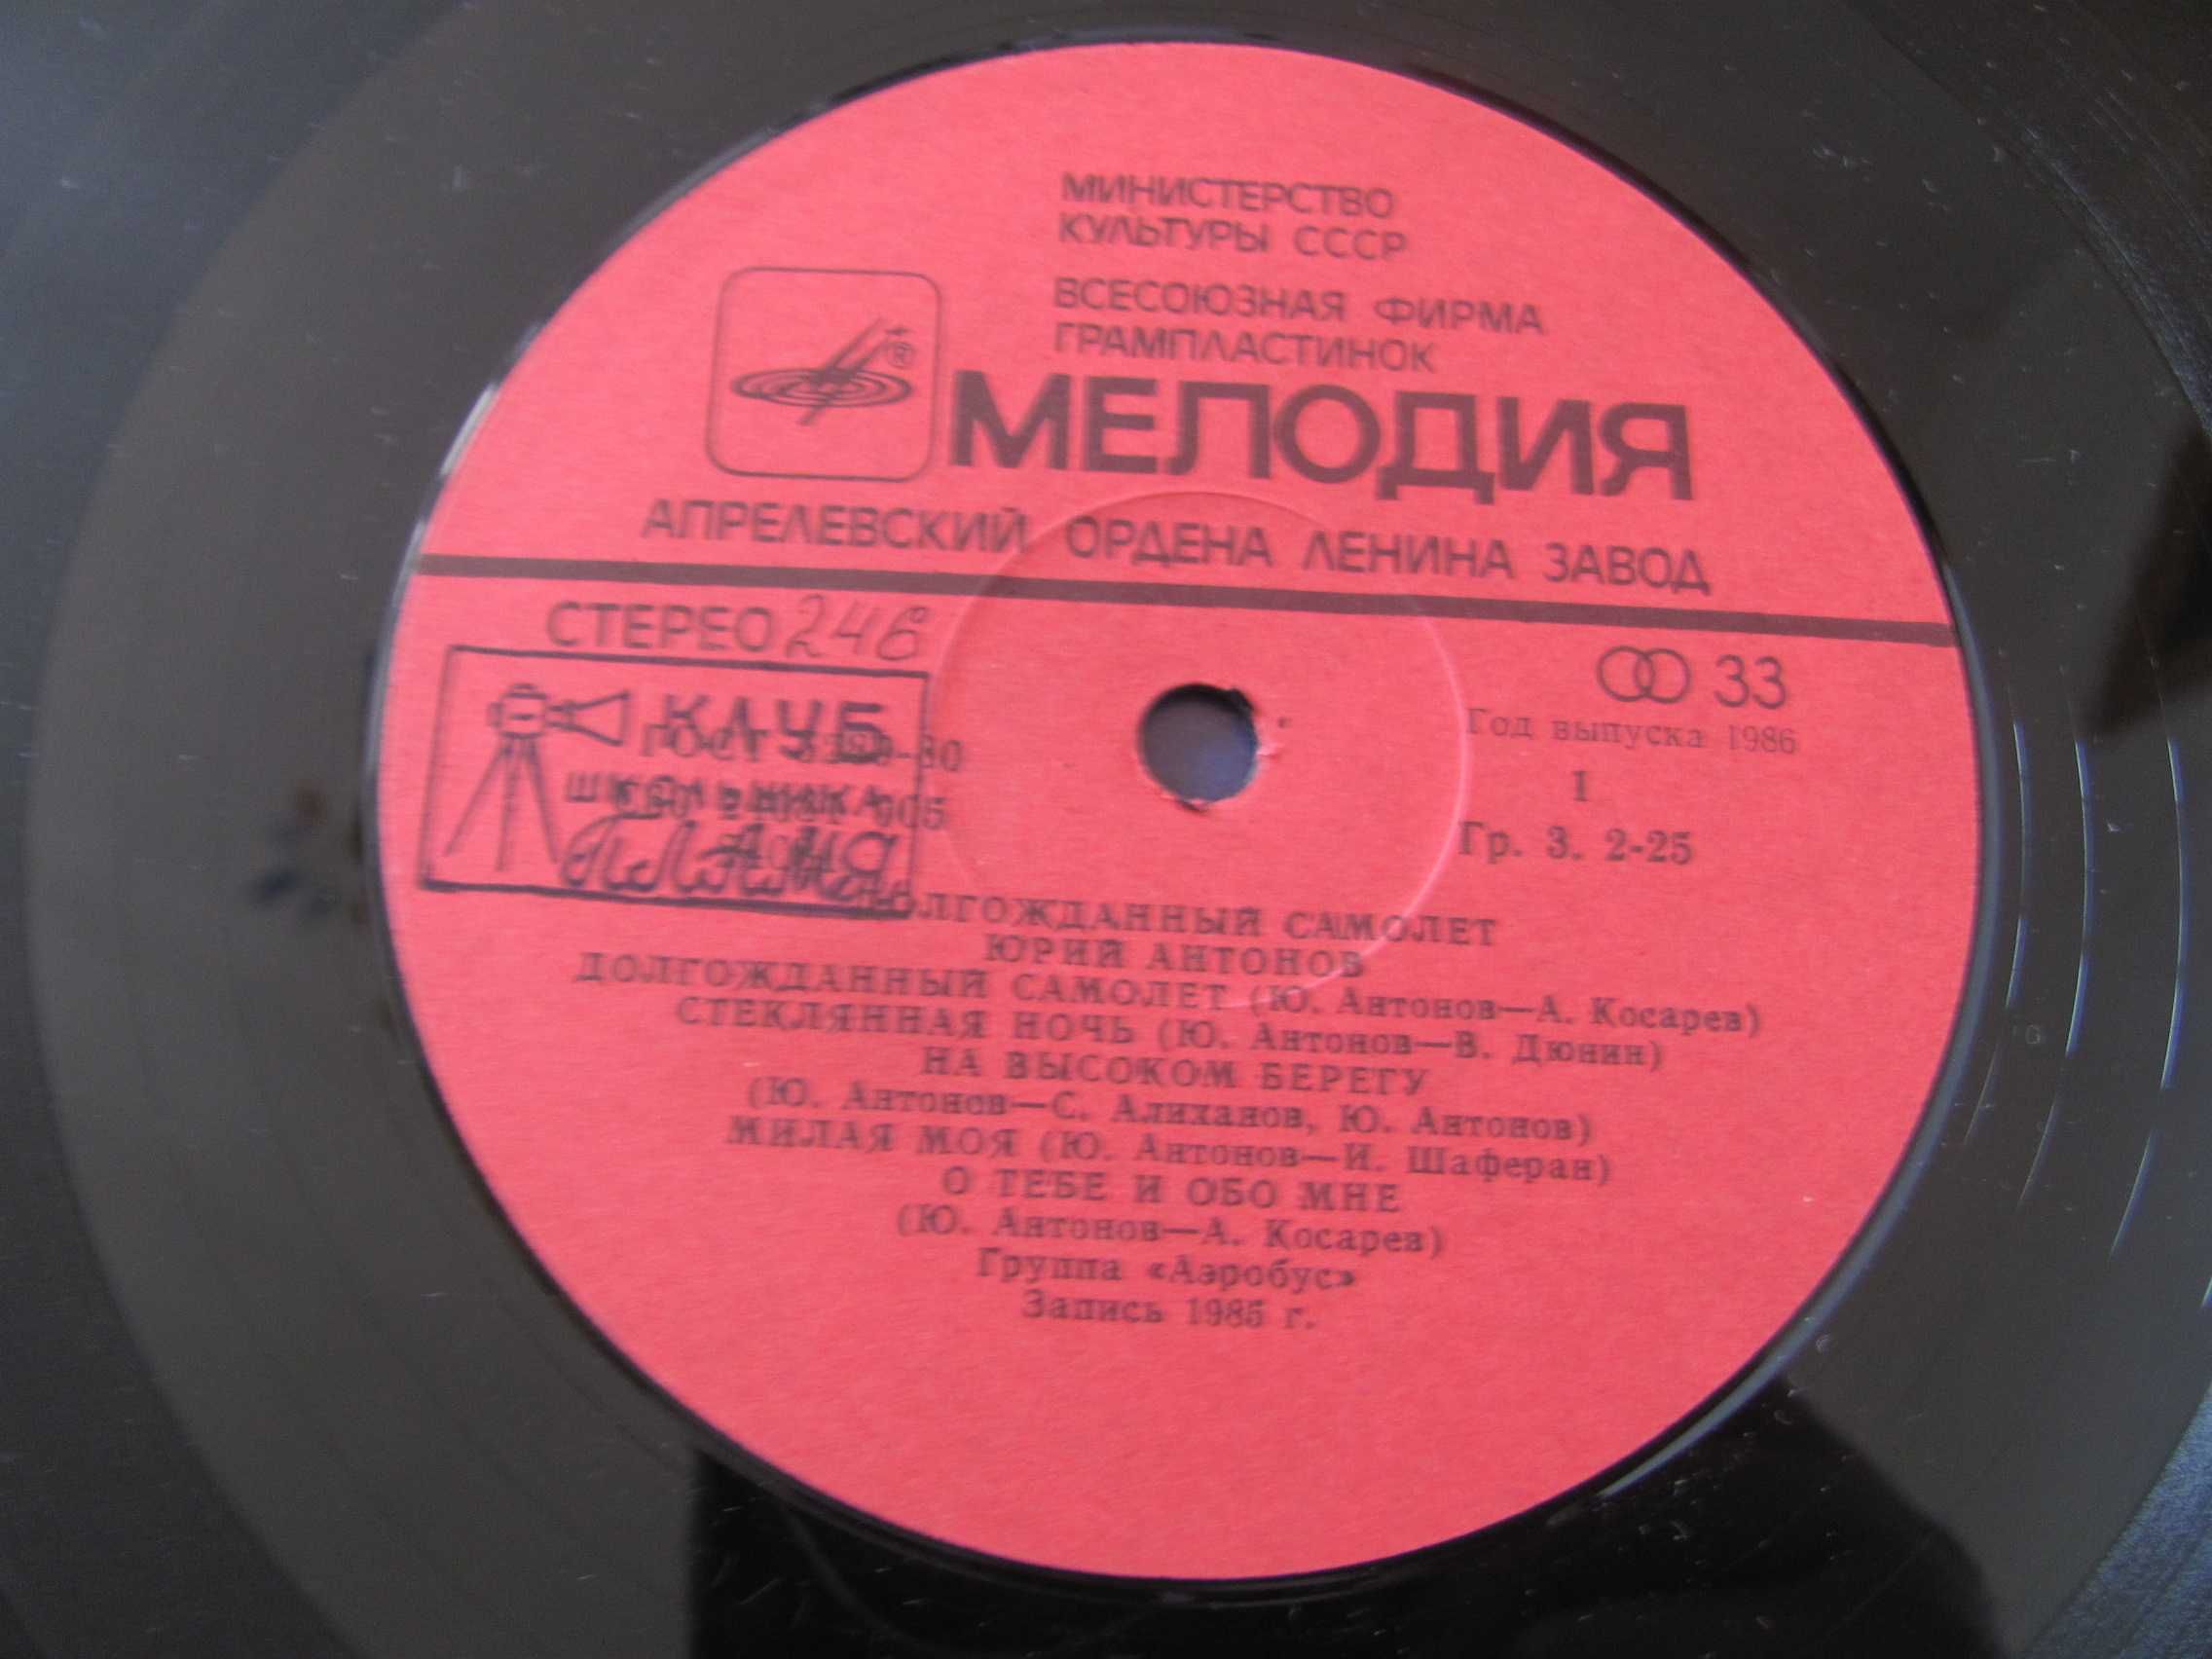 МИНИСТЕРСТВО
КУЛЬТУРЫ СССР
ВСЕСОЮЗНАЯ ФИРМА
ГРАМПЛАСТИНОК
®
МЕЛОДИЯ
АПРЕЛЕВСКИЙ ОРДЕНА ЛЕНИНА ЗАВОД
СТЕРЕО 246
33
КЛУБ
ШКОЛЬНИКА
ПЛАМЯ
Год выпуска 1986
1
Гр. 3. 2-25
ДОЛГОЖДАННЫЙ САМОЛЕТ
ЮРИЙ АНТОНОВ
ДОЛГОЖДАННЫЙ САМОЛЕТ (Ю. Антонов—А. Косарев)
СТЕКЛЯННАЯ НОЧЬ (Ю. Антонов—В. Дюнин)
НА ВЫСОКОМ БЕРЕГУ
(Ю. Антонов—С. Алиханов, Ю. Антонов)
МИЛАЯ МОЯ (Ю. Антонов—И. Шаферан)
О ТЕБЕ И ОБО МНЕ
(Ю. Антонов—А. Косарев)
Группа «Аэробус»
Запись 1985 г.